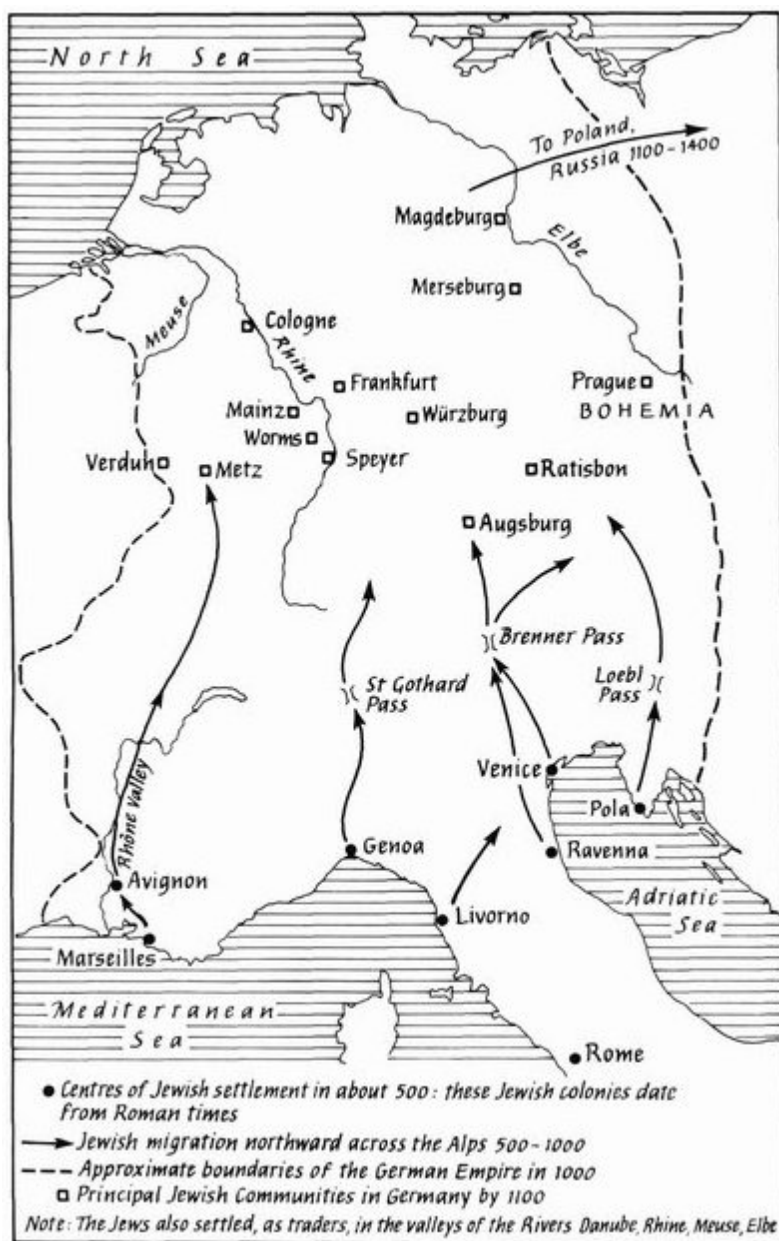 North Sea
To Poland,
Russia 1100-1400
Magdeburg
Elbe
Merseburg
Meuse
Cologne
Rhine
Frankfurt
Prague
BOHEMIA
Mainz
Würzburg
Worms
Verdun
Metz
Speyer
Ratisbon
Augsburg
Brenner Pass
St Gothard
Pass
Loebl
Pass
Venice
Pola
Rhône Valley
Genoa
Ravenna
Avignon
Livorno
Adriatic
Sea
Marseilles
Mediterranean
Sea
Rome
Centres of Jewish settlement in about 500: these Jewish colonies date
from Roman times
Jewish migration northward across the Alps 500-1000
Approximate boundaries of the German Empire in 1000
Principal Jewish Communities in Germany by 1100
Note: The Jews also settled, as traders, in the valleys of the Rivers Danube, Rhine, Meuse, Elbe